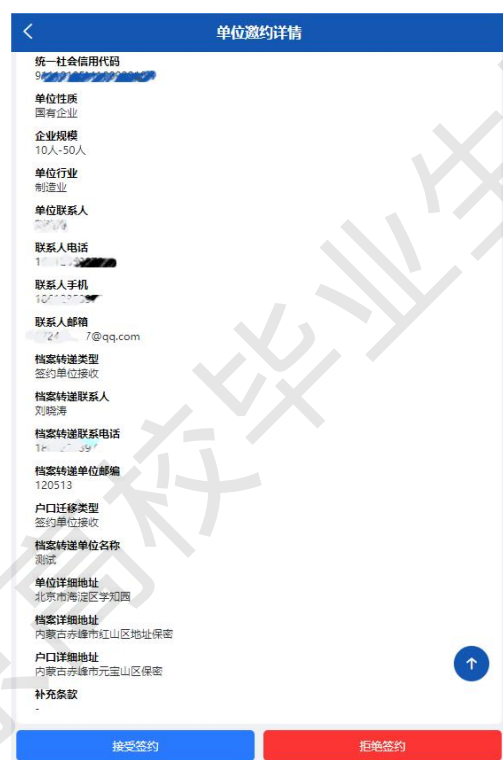 单位邀约详情
统一社会信用代码
单位性质
国有企业
企业规模
10人-50人
单位行业
制造业
单位联系人
联系人电话
联系人手机
联系人邮箱
7@qq.com
档案转递类型
签约单位接收
档案转递联系人
刘晓涛
档案转递联系电话
档案转递单位邮编
120513
户口迁移类型
签约单位接收
档案转递单位名称
测试
单位详细地址
北京市海淀区学知园
档案详细地址
内蒙古赤峰市红山区地址保密
户口详细地址
内蒙古赤峰市元宝山区保密
补充条款
-
接受签约
拒绝签约
高校毕业生